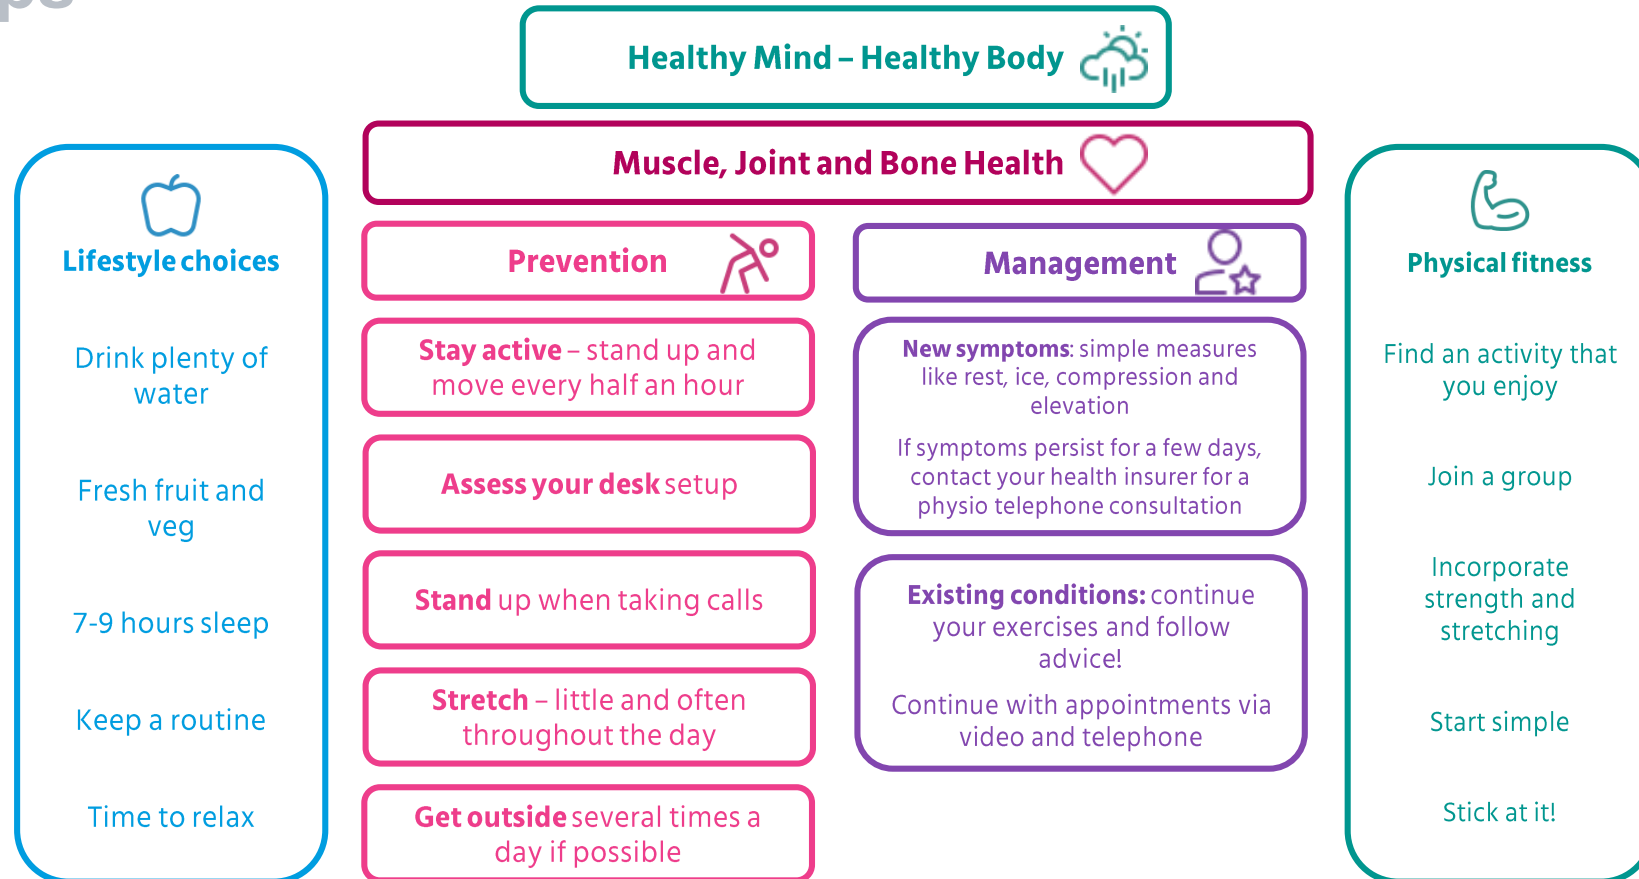 Healthy Mind – Healthy Body
Muscle, Joint and Bone Health
Lifestyle choices
Drink plenty of
water
Fresh fruit and
veg
7-9 hours sleep
Keep a routine
Time to relax
Prevention
Stay active – stand up and
move every half an hour
Assess your desk setup
Stand up when taking calls
Stretch – little and often
throughout the day
Get outside several times a
day if possible
Management
New symptoms: simple measures
like rest, ice, compression and
elevation
If symptoms persist for a few days,
contact your health insurer for a
physio telephone consultation
Existing conditions: continue
your exercises and follow
advice!
Continue with appointments via
video and telephone
Physical fitness
Find an activity that
you enjoy
Join a group
Incorporate
strength and
stretching
Start simple
Stick at it!